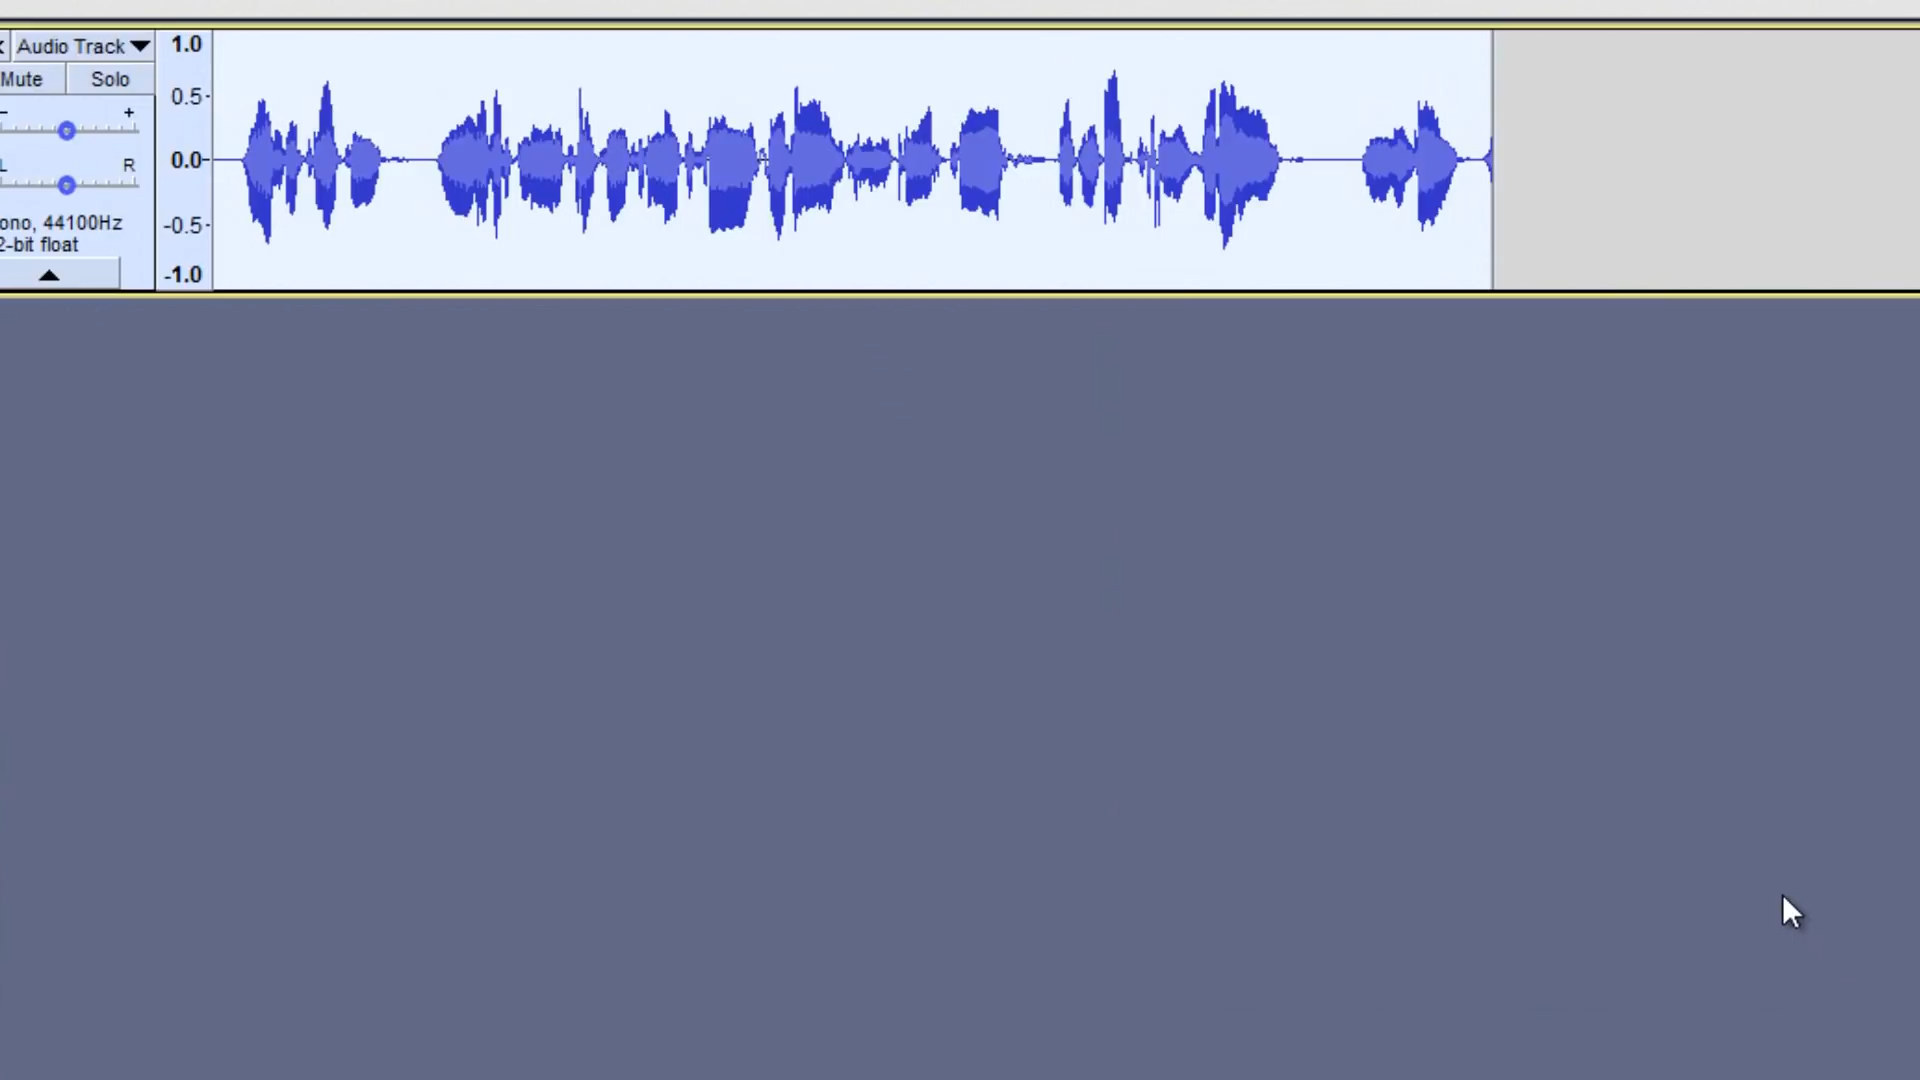 Audio Track
Mute Solo
- +
L R
ono, 44100Hz
2-bit float
1.0
0.5
0.0
-0.5
-1.0